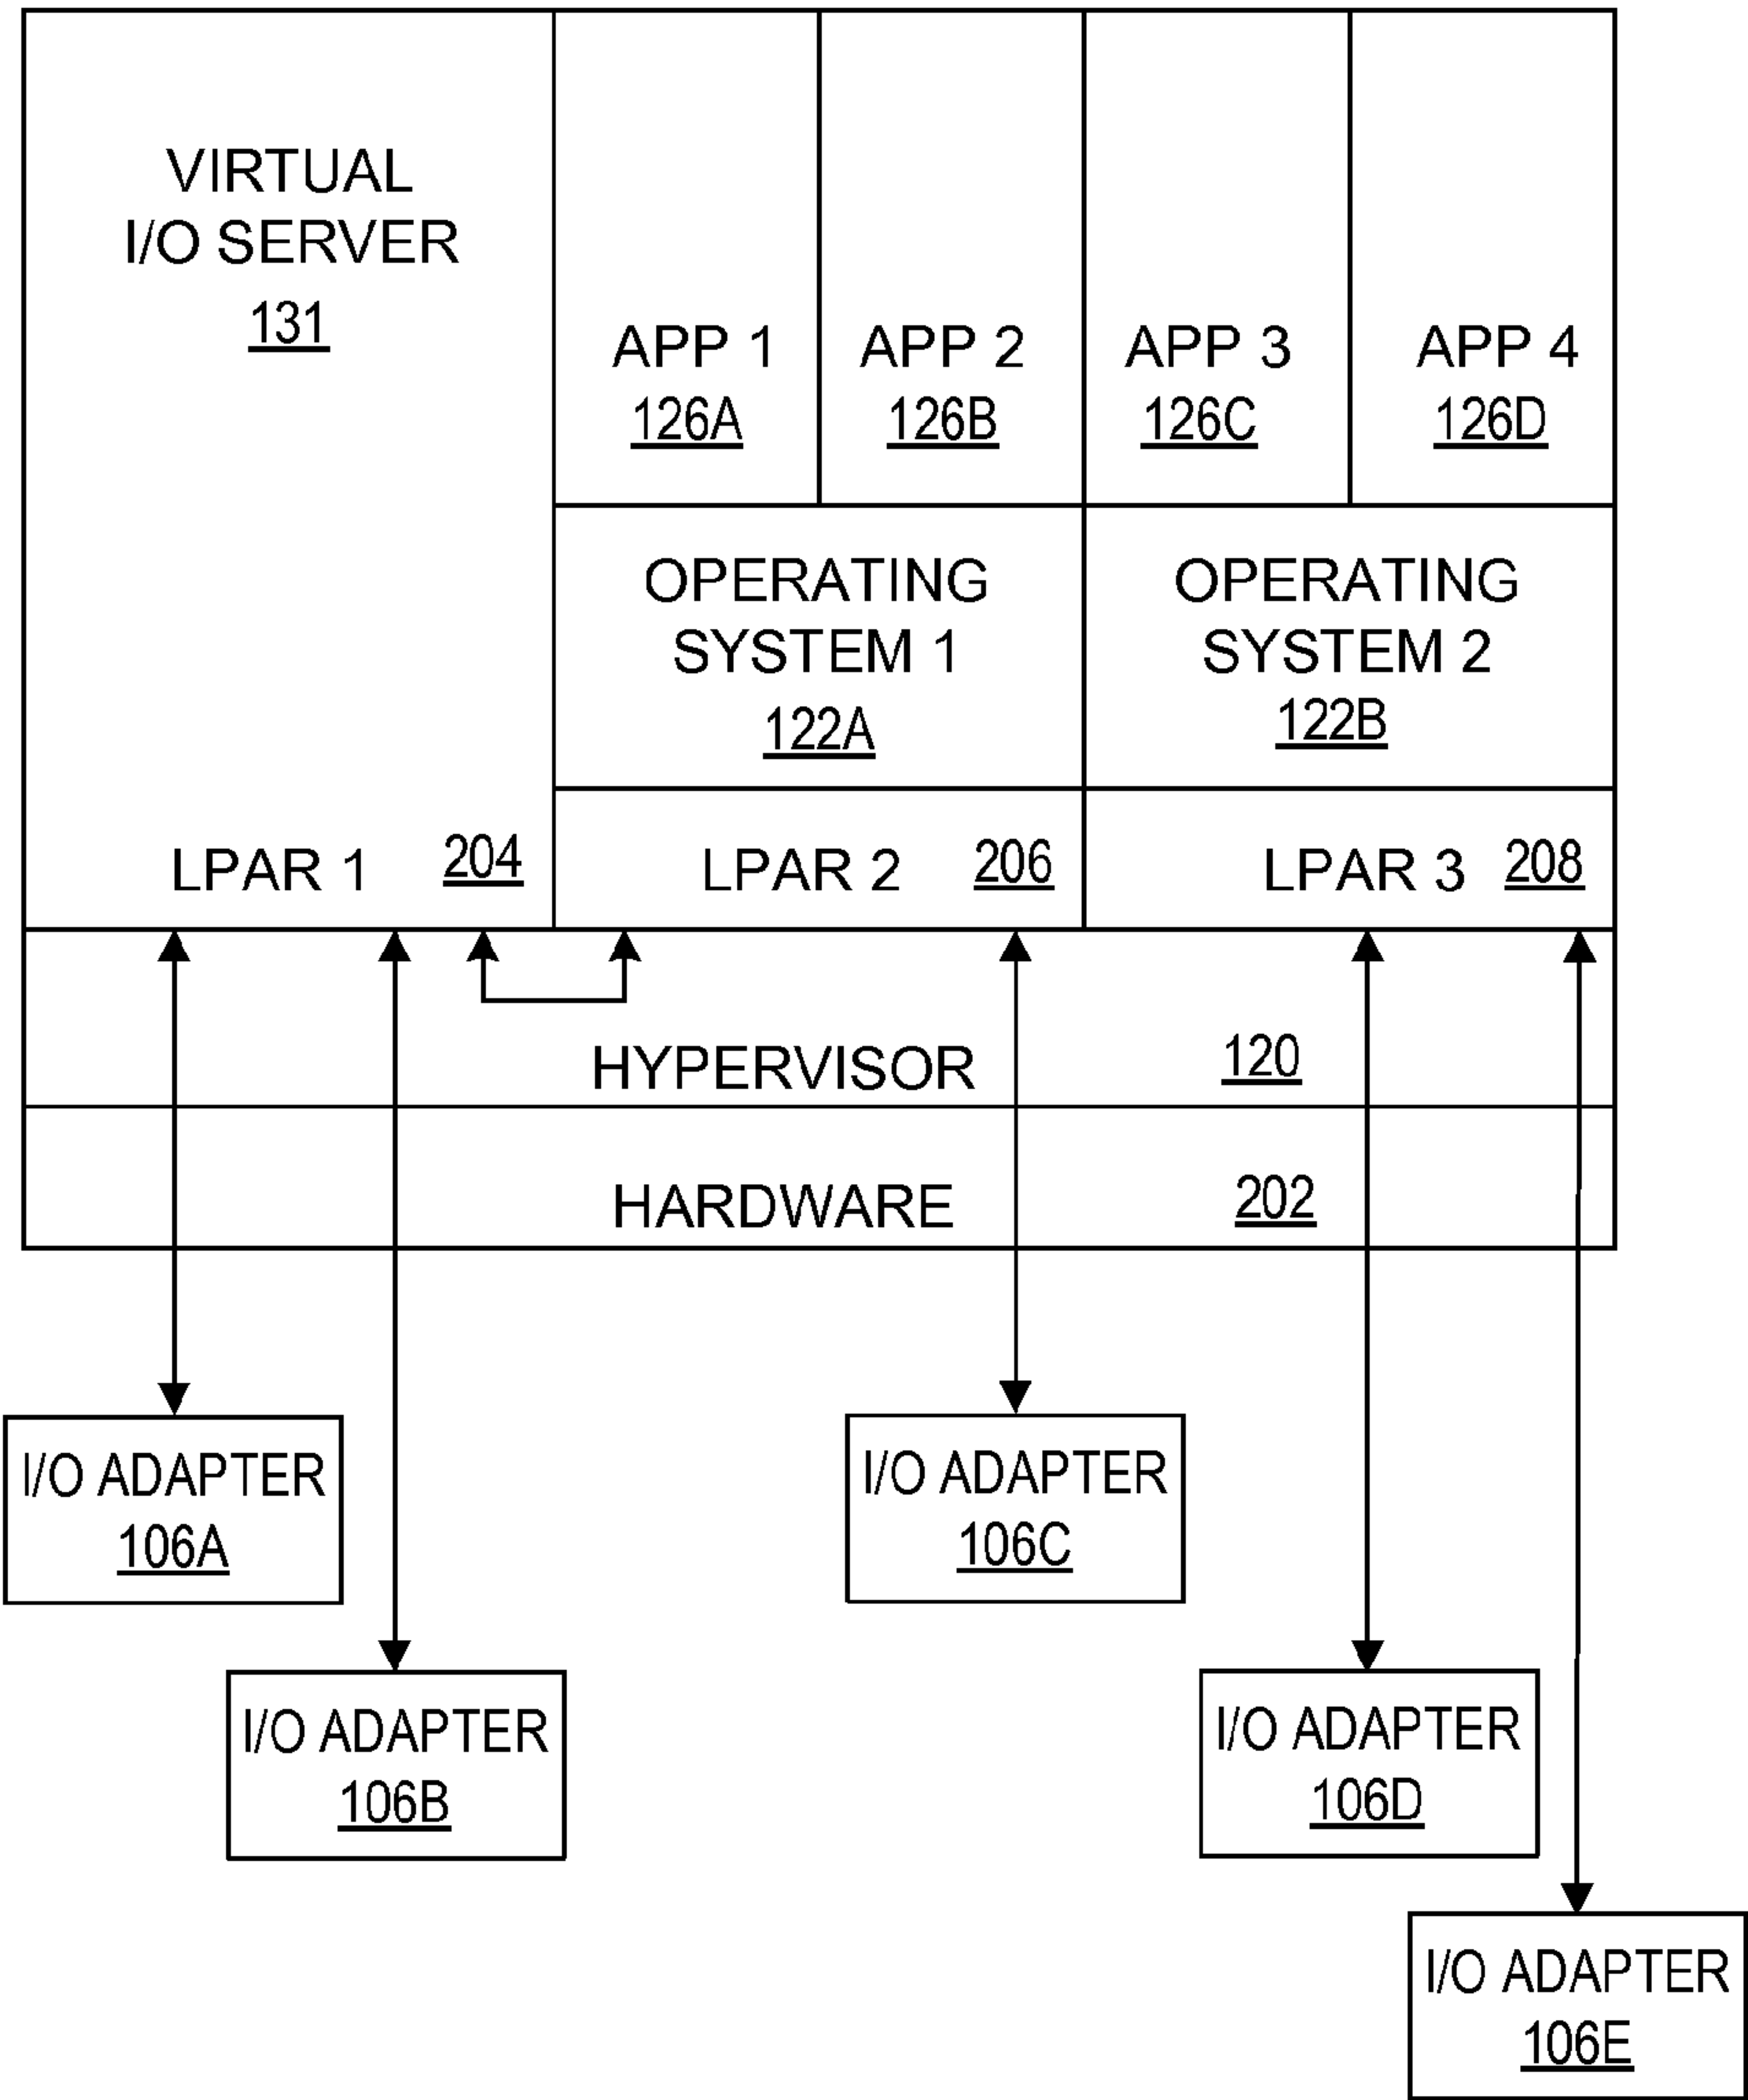 VIRTUAL
I/O SERVER
131
APP 1
126A
APP 2
126B
APP 3
126C
APP 4
126D
OPERATING
SYSTEM 1
122A
OPERATING
SYSTEM 2
122B
LPAR 1 204
LPAR 2 206
LPAR 3 208
HYPERVISOR 120
HARDWARE 202
I/O ADAPTER
106A
I/O ADAPTER
106C
I/O ADAPTER
106B
I/O ADAPTER
106D
I/O ADAPTER
106E